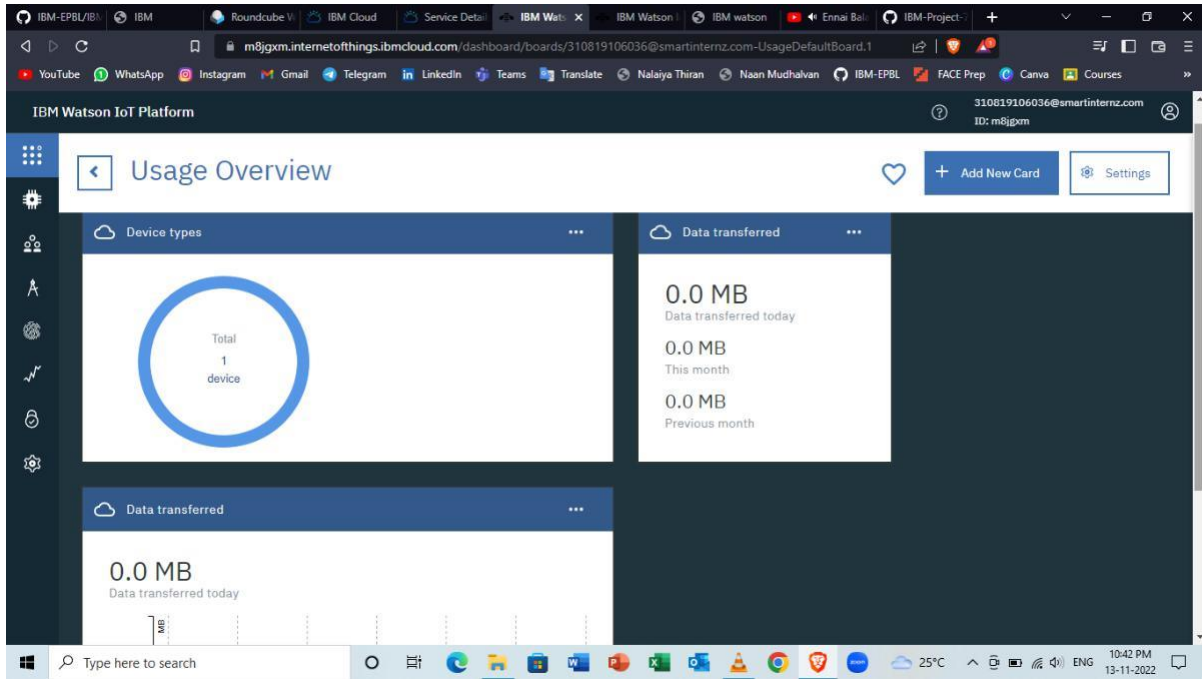 IBM-EPBL/IBM IBM Roundcube W IBM Cloud Service Detail IBM Wats IBM Watson IBM watson Ennai Bala IBM-Project-
m8jgxm.internetofthings.ibmcloud.com/dashboard/boards/310819106036@smartinternz.com-UsageDefaultBoard.1
YouTube WhatsApp Instagram Gmail Telegram LinkedIn Teams Translate Nalaiya Thiran Naan Mudhalvan IBM-EPBL FACE Prep Canva Courses
IBM Watson IoT Platform
310819106036@smartinternz.com
ID: m8jgxm
Usage Overview
Add New Card
Settings
Device types
Total
1
device
Data transferred
0.0 MB
Data transferred today
0.0 MB
This month
0.0 MB
Previous month
Data transferred
0.0 MB
Data transferred today
MB
Type here to search
25°C
ENG
10:42 PM
13-11-2022